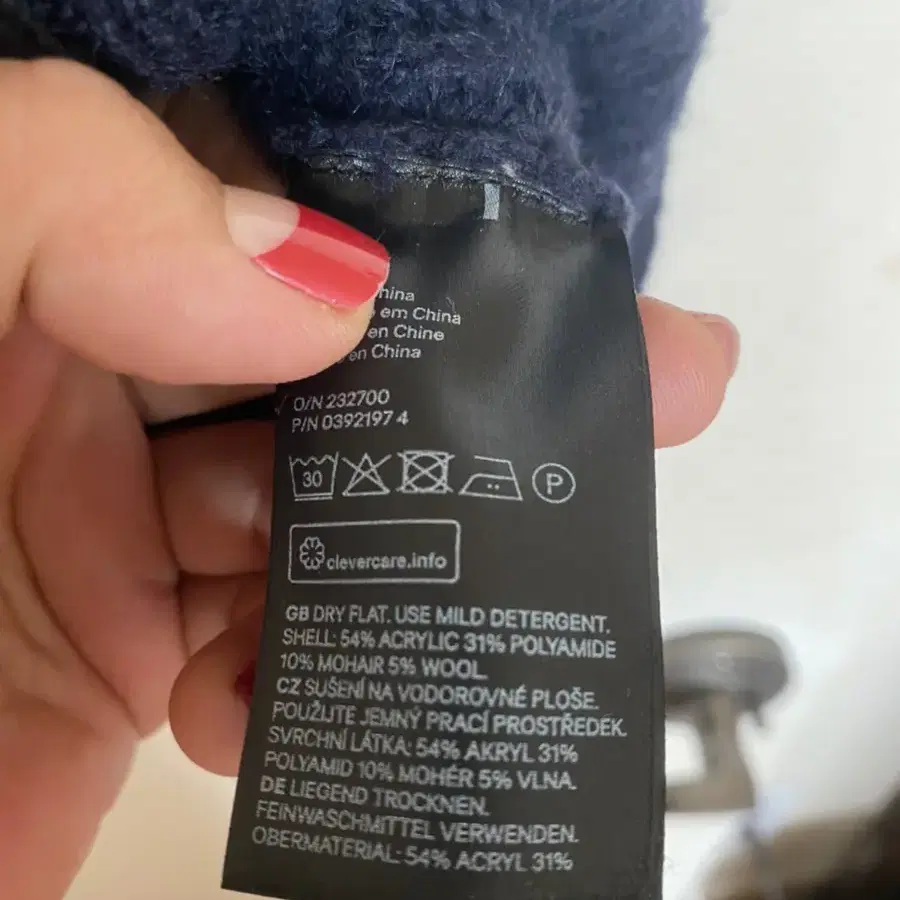 em China
en Chine
en China
O/N 232700
P/N 0392197 4
30
P
clevercare.info
GB DRY FLAT. USE MILD DETERGENT.
SHELL: 54% ACRYLIC 31% POLYAMIDE
10% MOHAIR 5% WOOL
CZ SUŠENÍ NA VODOROVNÉ PLOŠE.
POUŽIJTE JEMNÝ PRACÍ PROSTŘEDEK.
SVRCHNÍ LÁTKA: 54% AKRYL 31%
POLYAMID 10% MOHÉR 5% VLNA.
DE LIEGEND TROCKNEN.
FEINWASCHMITTEL VERWENDEN.
OBERMATERIAL: 54% ACRYL 31%